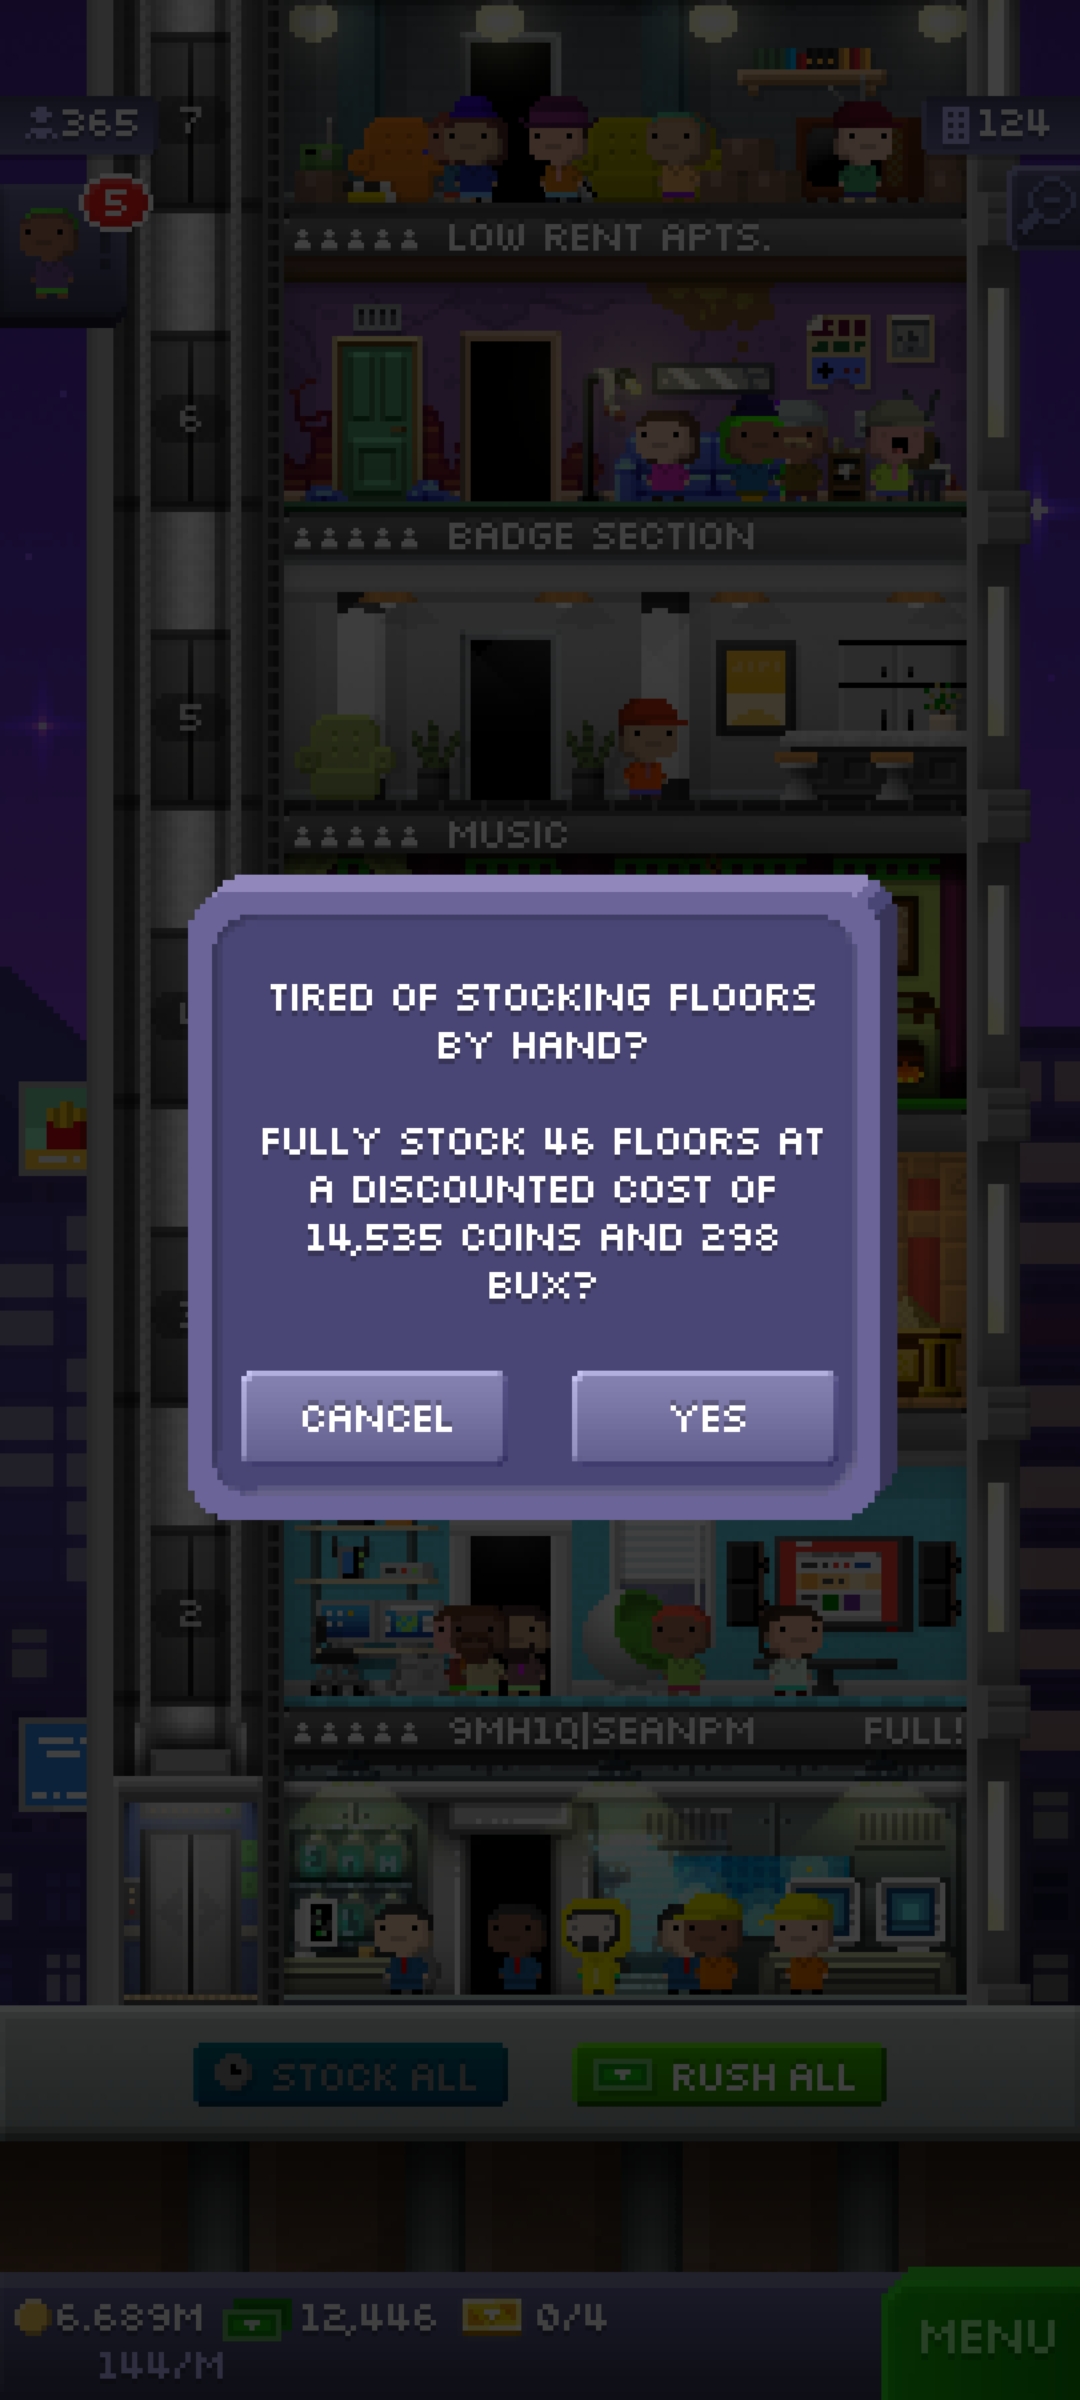 365
7
124
5
LOW RENT APTS.
6
BADGE SECTION
5
MUSIC
TIRED OF STOCKING FLOORS
BY HAND?
FULLY STOCK 46 FLOORS AT
A DISCOUNTED COST OF
14,535 COINS AND 298
BUX?
CANCEL
YES
2
9MH1Q|SEANPM
FULL!
STOCK ALL
RUSH ALL
6.689M
12,446
0/4
144/M
MENU